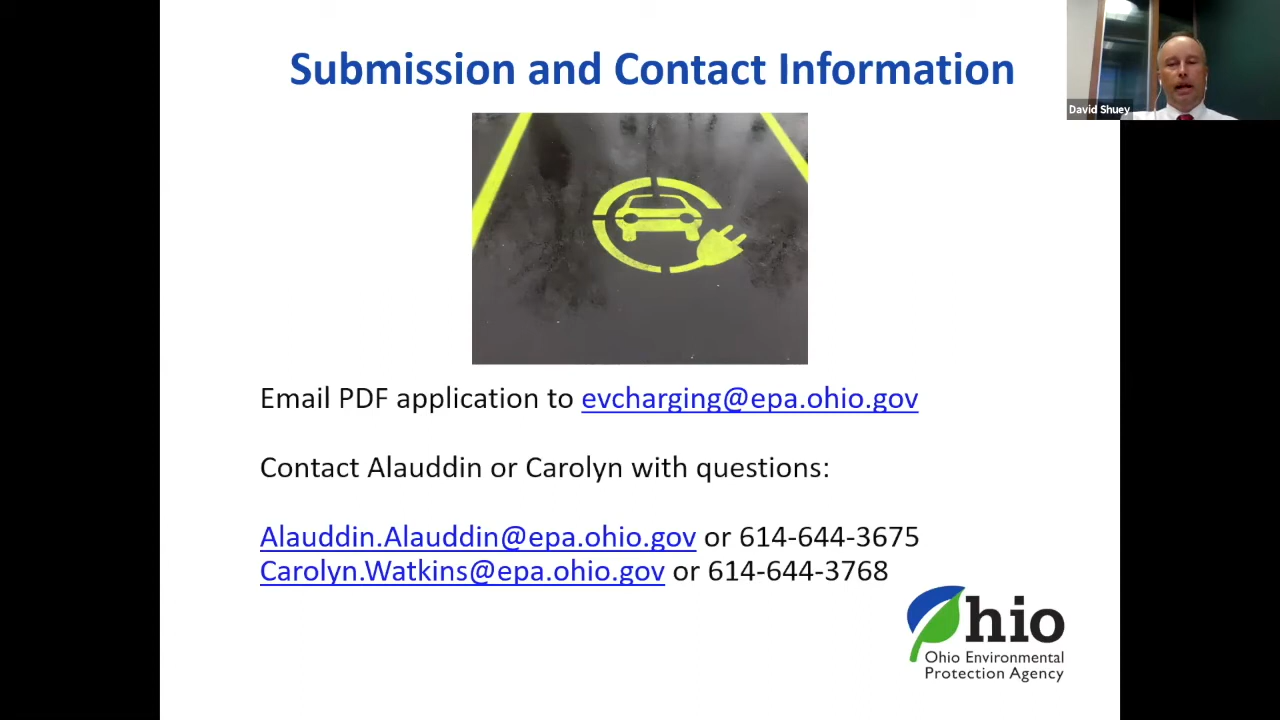 Submission and Contact Information
David Shuey
Email PDF application to evcharging@epa.ohio.gov
Contact Alauddin or Carolyn with questions:
Alauddin.Alauddin@epa.ohio.gov or 614-644-3675
Carolyn.Watkins@epa.ohio.gov or 614-644-3768
Ohio
Ohio Environmental
Protection Agency